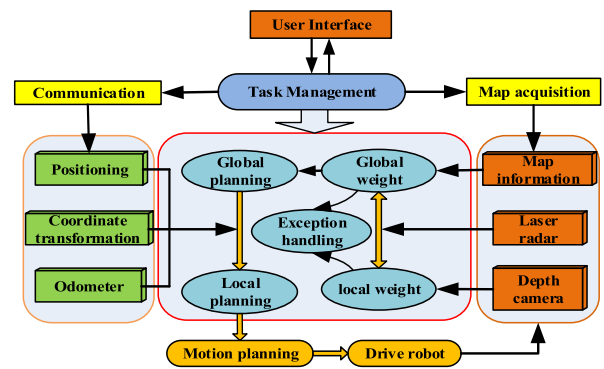 User Interface
Communication
Task Management
Map acquisition
Positioning
Global
planning
Global
weight
Map
information
Coordinate
transformation
Exception
handling
Laser
radar
Odometer
Local
planning
local weight
Depth
camera
Motion planning
Drive robot